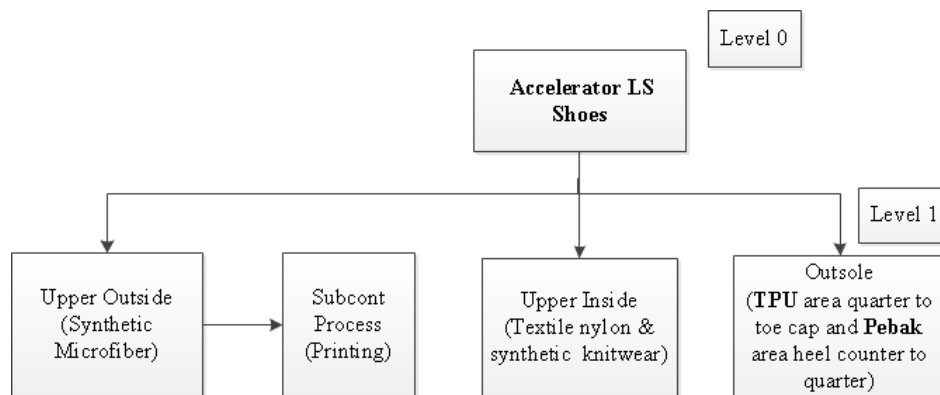 Level 0
Accelerator LS
Shoes
Level 1
Upper Outside
(Synthetic
Microfiber)
Subcont
Process
(Printing)
Upper Inside
(Textile nylon &
synthetic knitwear)
Outsole
(TPU area quarter to
toe cap and Pebak
area heel counter to
quarter)